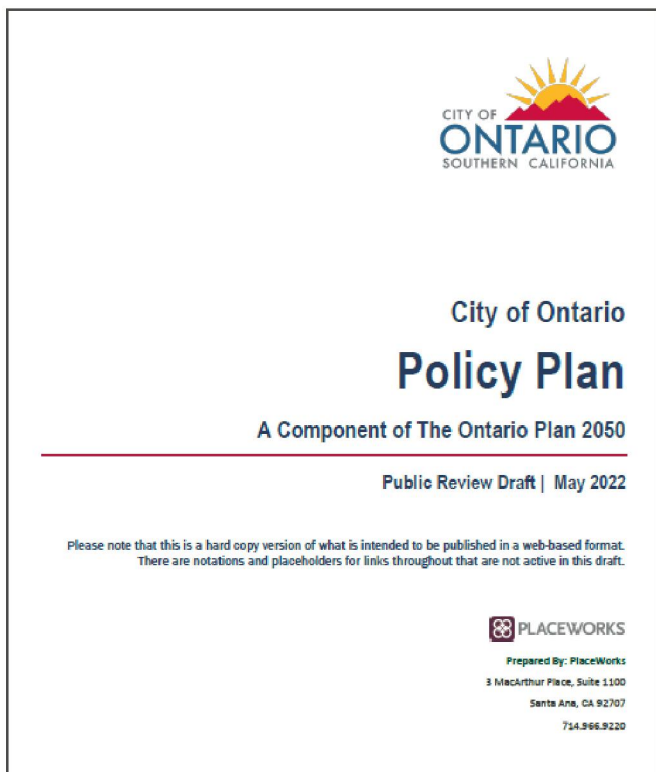 CITY OF
ONTARIO
SOUTHERN CALIFORNIA
City of Ontario
Policy Plan
A Component of The Ontario Plan 2050
Public Review Draft | May 2022
Please note that this is a hard copy version of what is intended to be published in a web-based format.
There are notations and placeholders for links throughout that are not active in this draft.
PLACEWORKS
Prepared By: PlaceWorks
3 MacArthur Place, Suite 1100
Santa Ana, CA 92707
714.966.9220